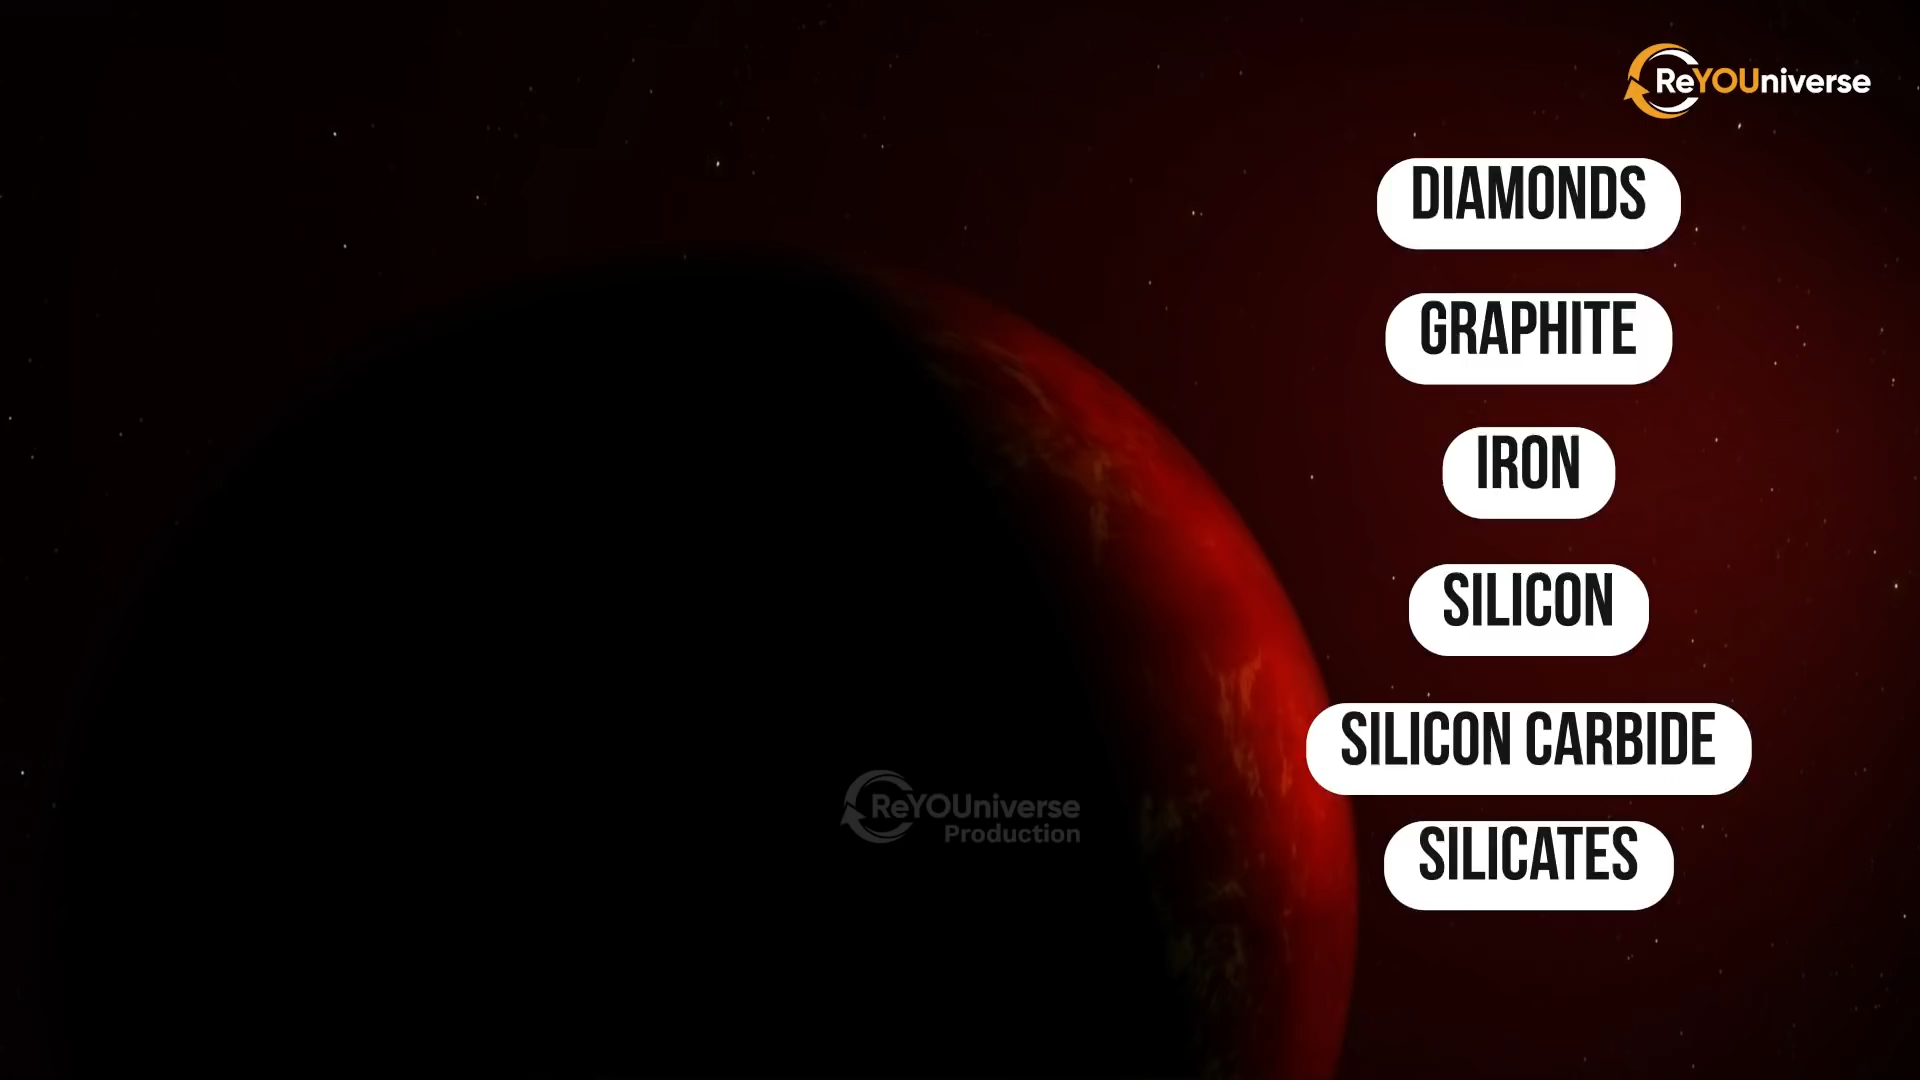 ReYOUniverse
DIAMONDS
GRAPHITE
IRON
SILICON
SILICON CARBIDE
SILICATES
ReYOUniverse
Production